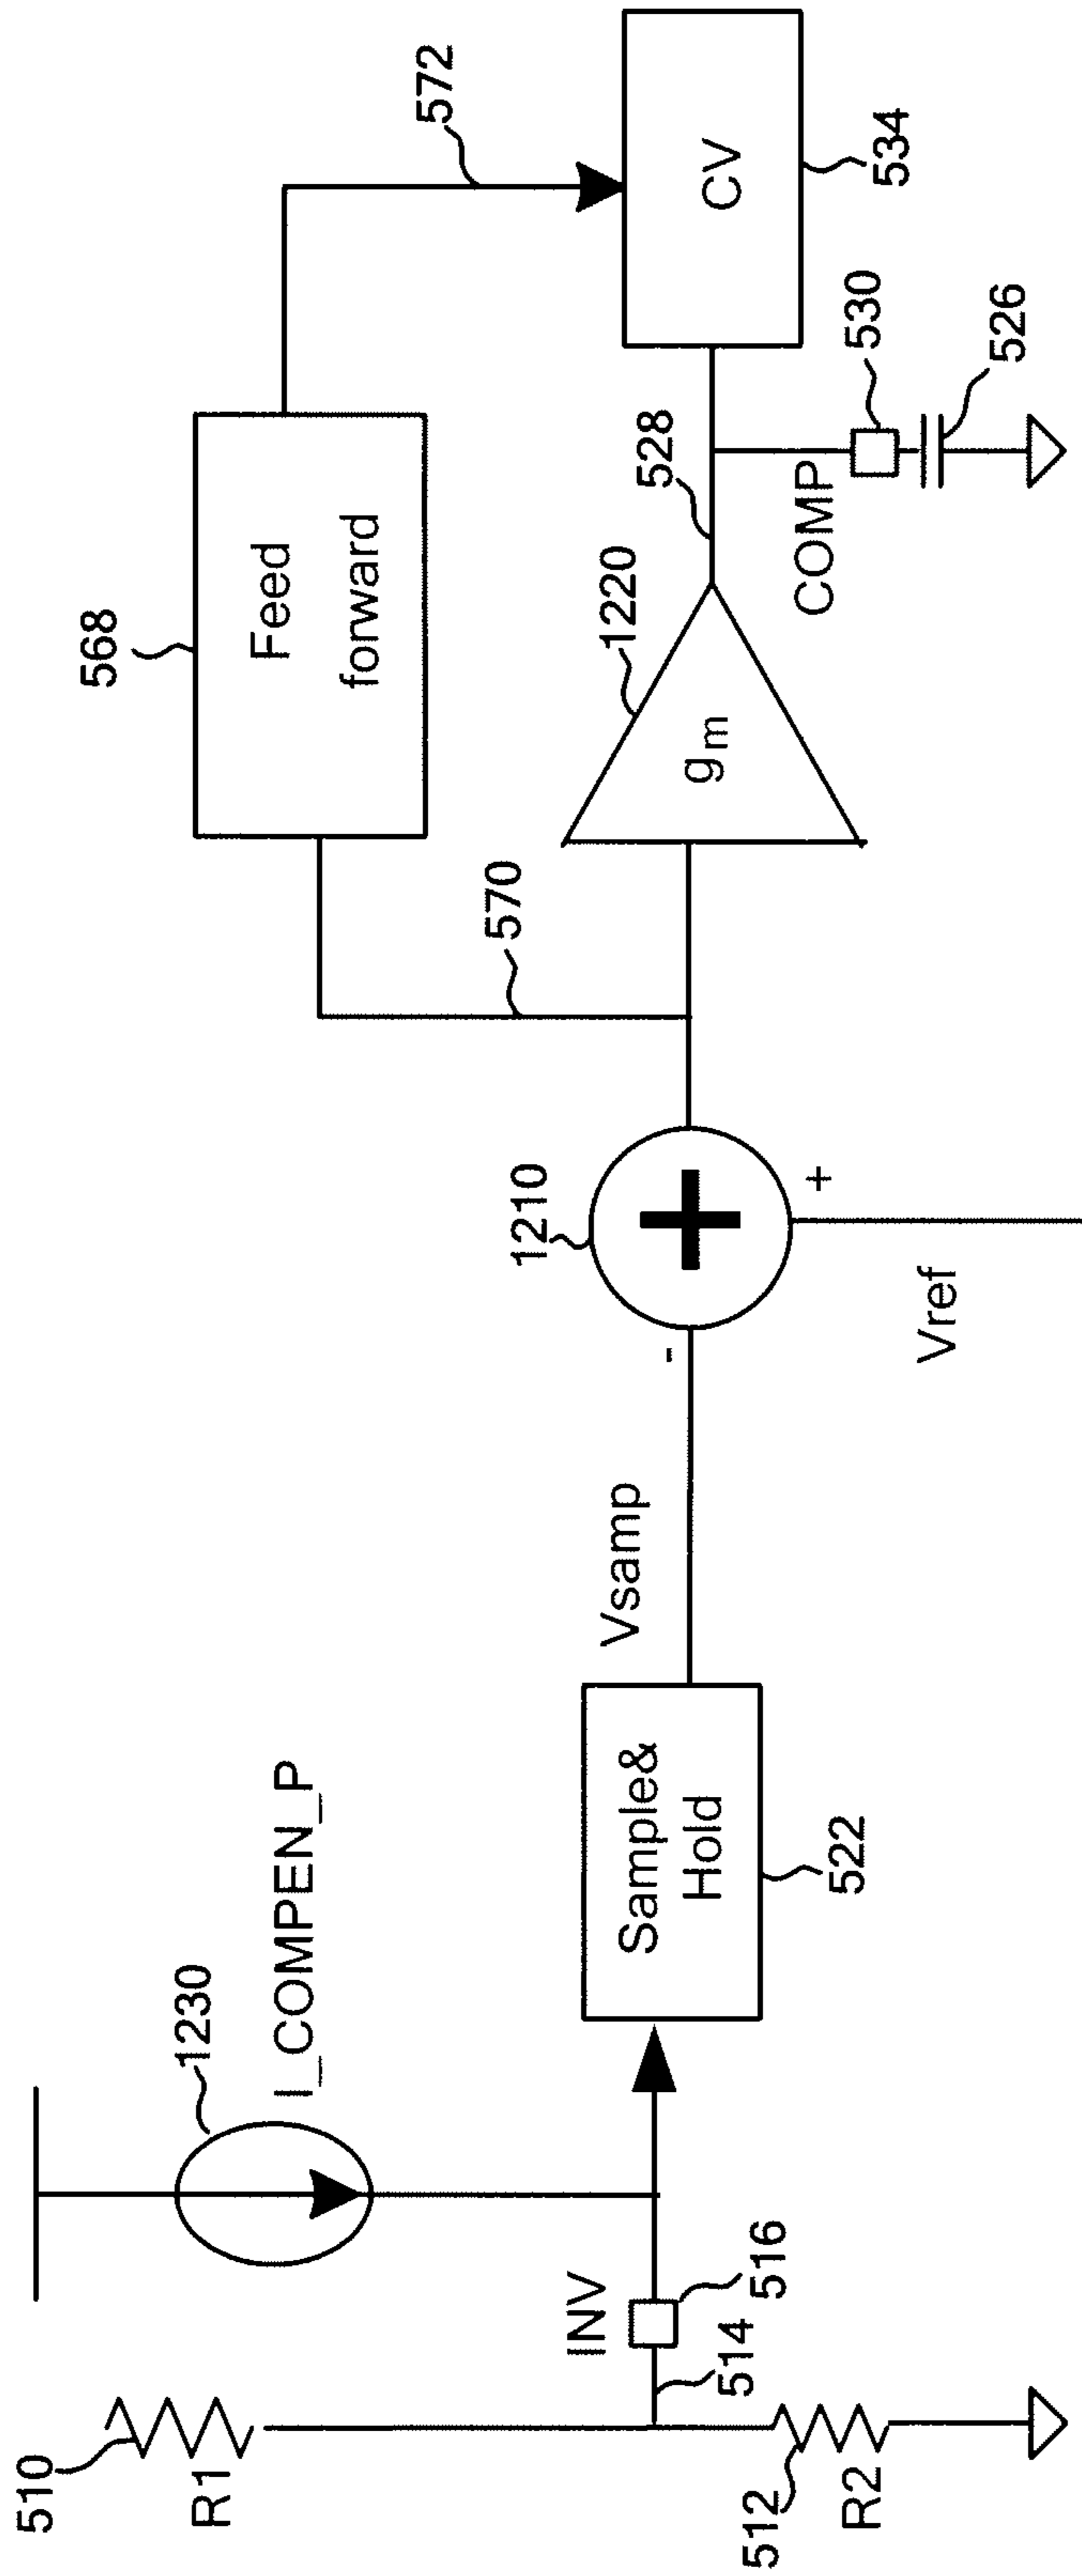 510
R1
512
R2
514
INV
516
1230
I_COMPEN_P
Sample&
Hold
522
Vsamp
-
1210
+
+
Vref
570
568
Feed
forward
gm
1220
528
COMP
530
526
572
CV
534